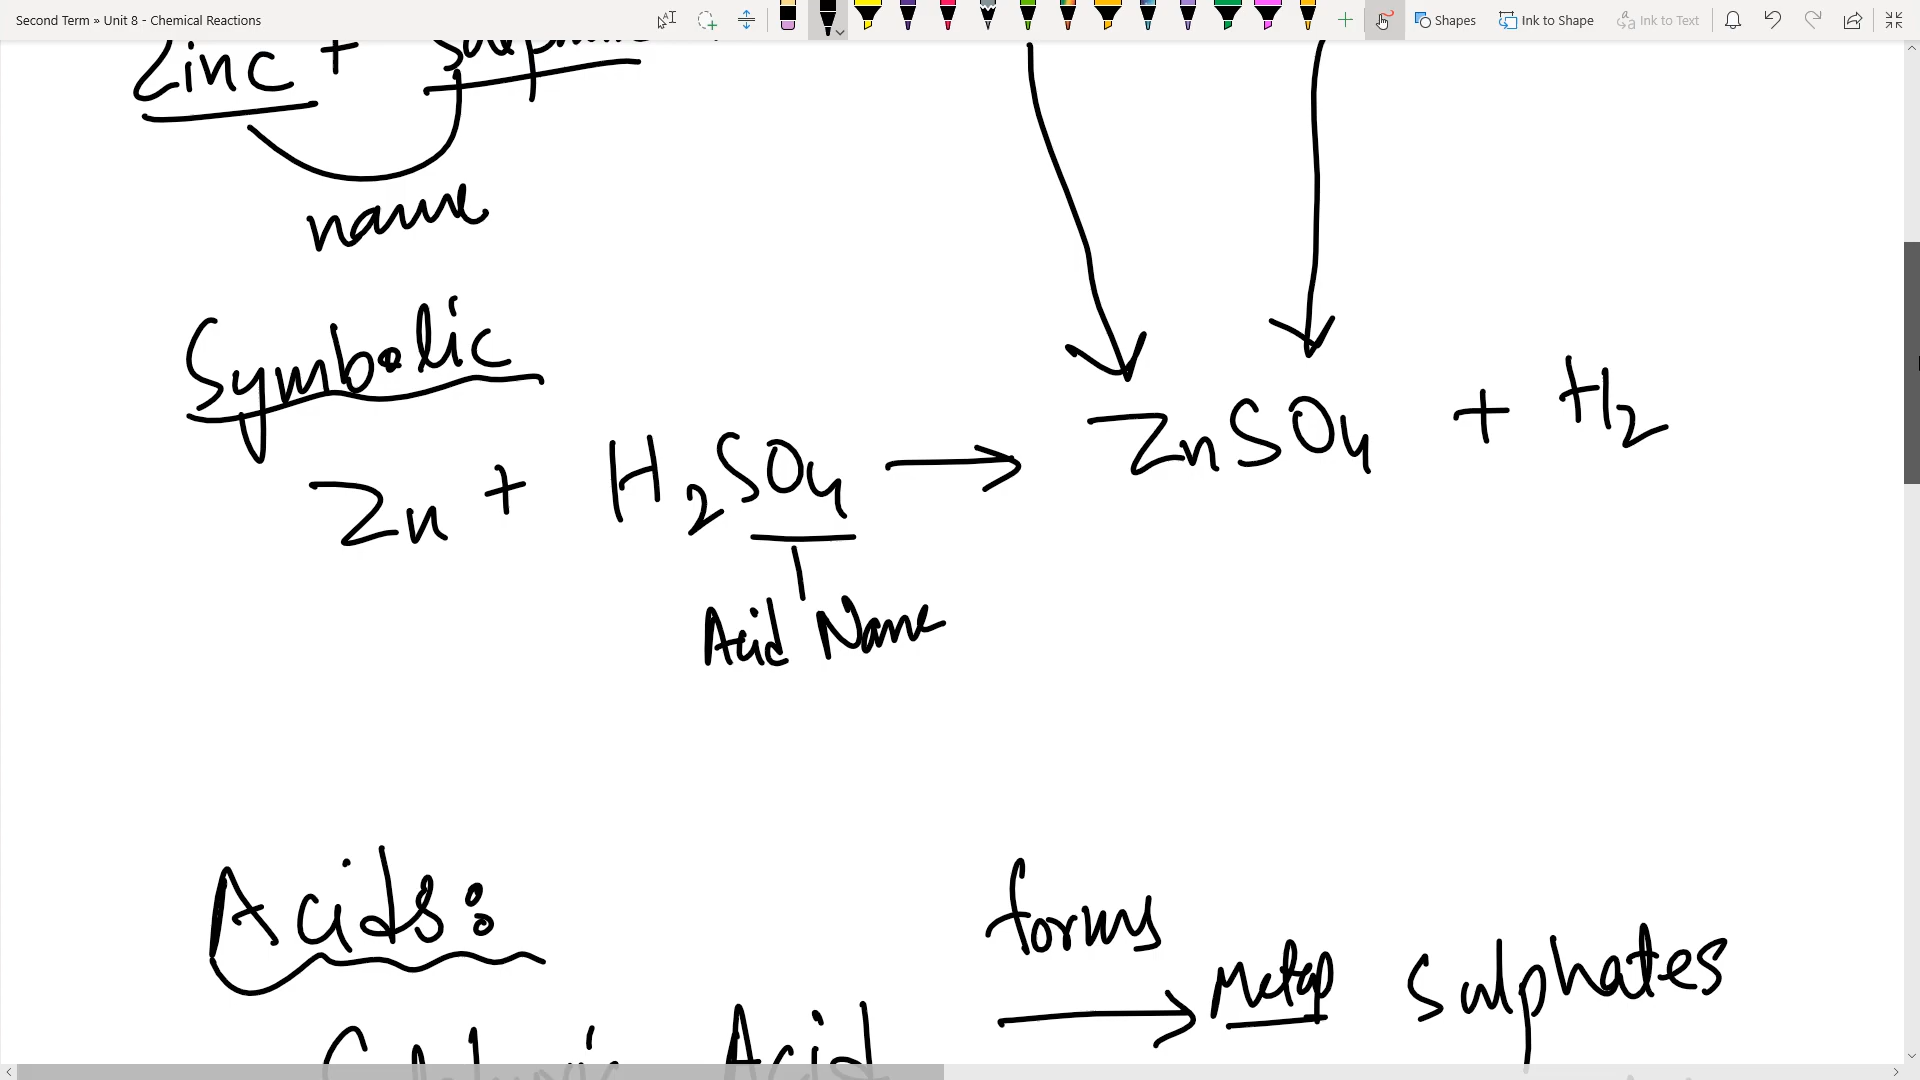 Second Term » Unit 8 - Chemical Reactions
Shapes
Ink to Shape
Ink to Text
Zinc +
name
Symbolic
Zn + H2SO4 → ZnSO4 + H2
Acid Name
Acids:
forms
→ Metal Sulphates
Acid